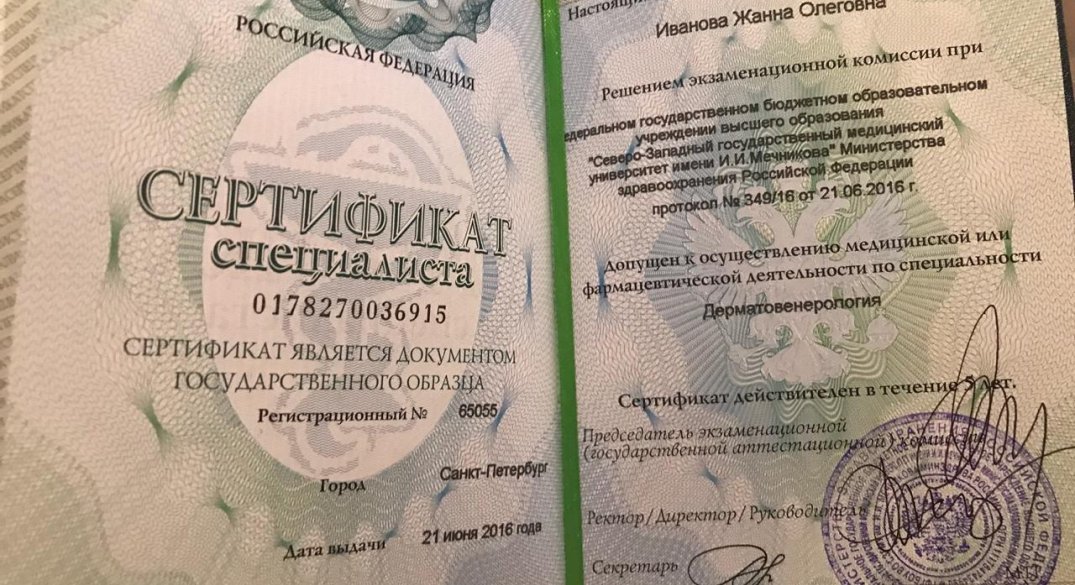 РОССИЙСКАЯ ФЕДЕРАЦИЯ
СЕРТИФИКАТ
специалиста
0178270036915
СЕРТИФИКАТ ЯВЛЯЕТСЯ ДОКУМЕНТОМ
ГОСУДАРСТВЕННОГО ОБРАЗЦА
Регистрационный № 65055
Город Санкт-Петербург
Дата выдачи 21 июня 2016 года
Иванова Жанна Олеговна
Решением экзаменационной комиссии при
едеральном государственном бюджетном образовательном
учреждении высшего образования
"Северо-Западный государственный медицинский
университет имени И.И.Мечникова" Министерства
здравоохранения Российской Федерации
протокол № 349/16 от 21.06.2016 г.
допущен к осуществлению медицинской или
фармацевтической деятельности по специальности
Дерматовенерология
Сертификат действителен в течение 5 лет.
Председатель экзаменационной
(государственной аттестационной) комиссии
Ректор/Директор/Руководитель
Секретарь